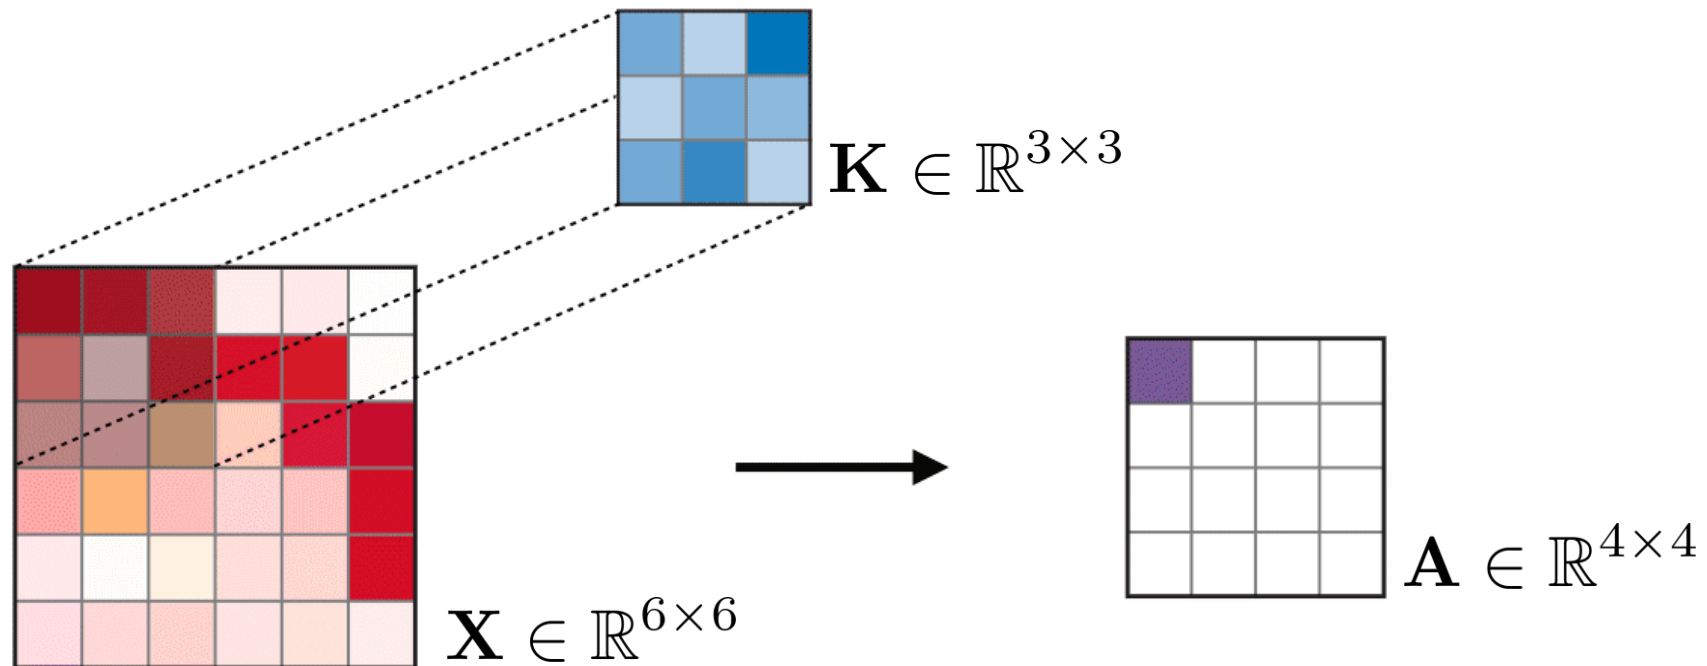 K ∈ ℝ^{3×3}
X ∈ ℝ^{6×6}
A ∈ ℝ^{4×4}